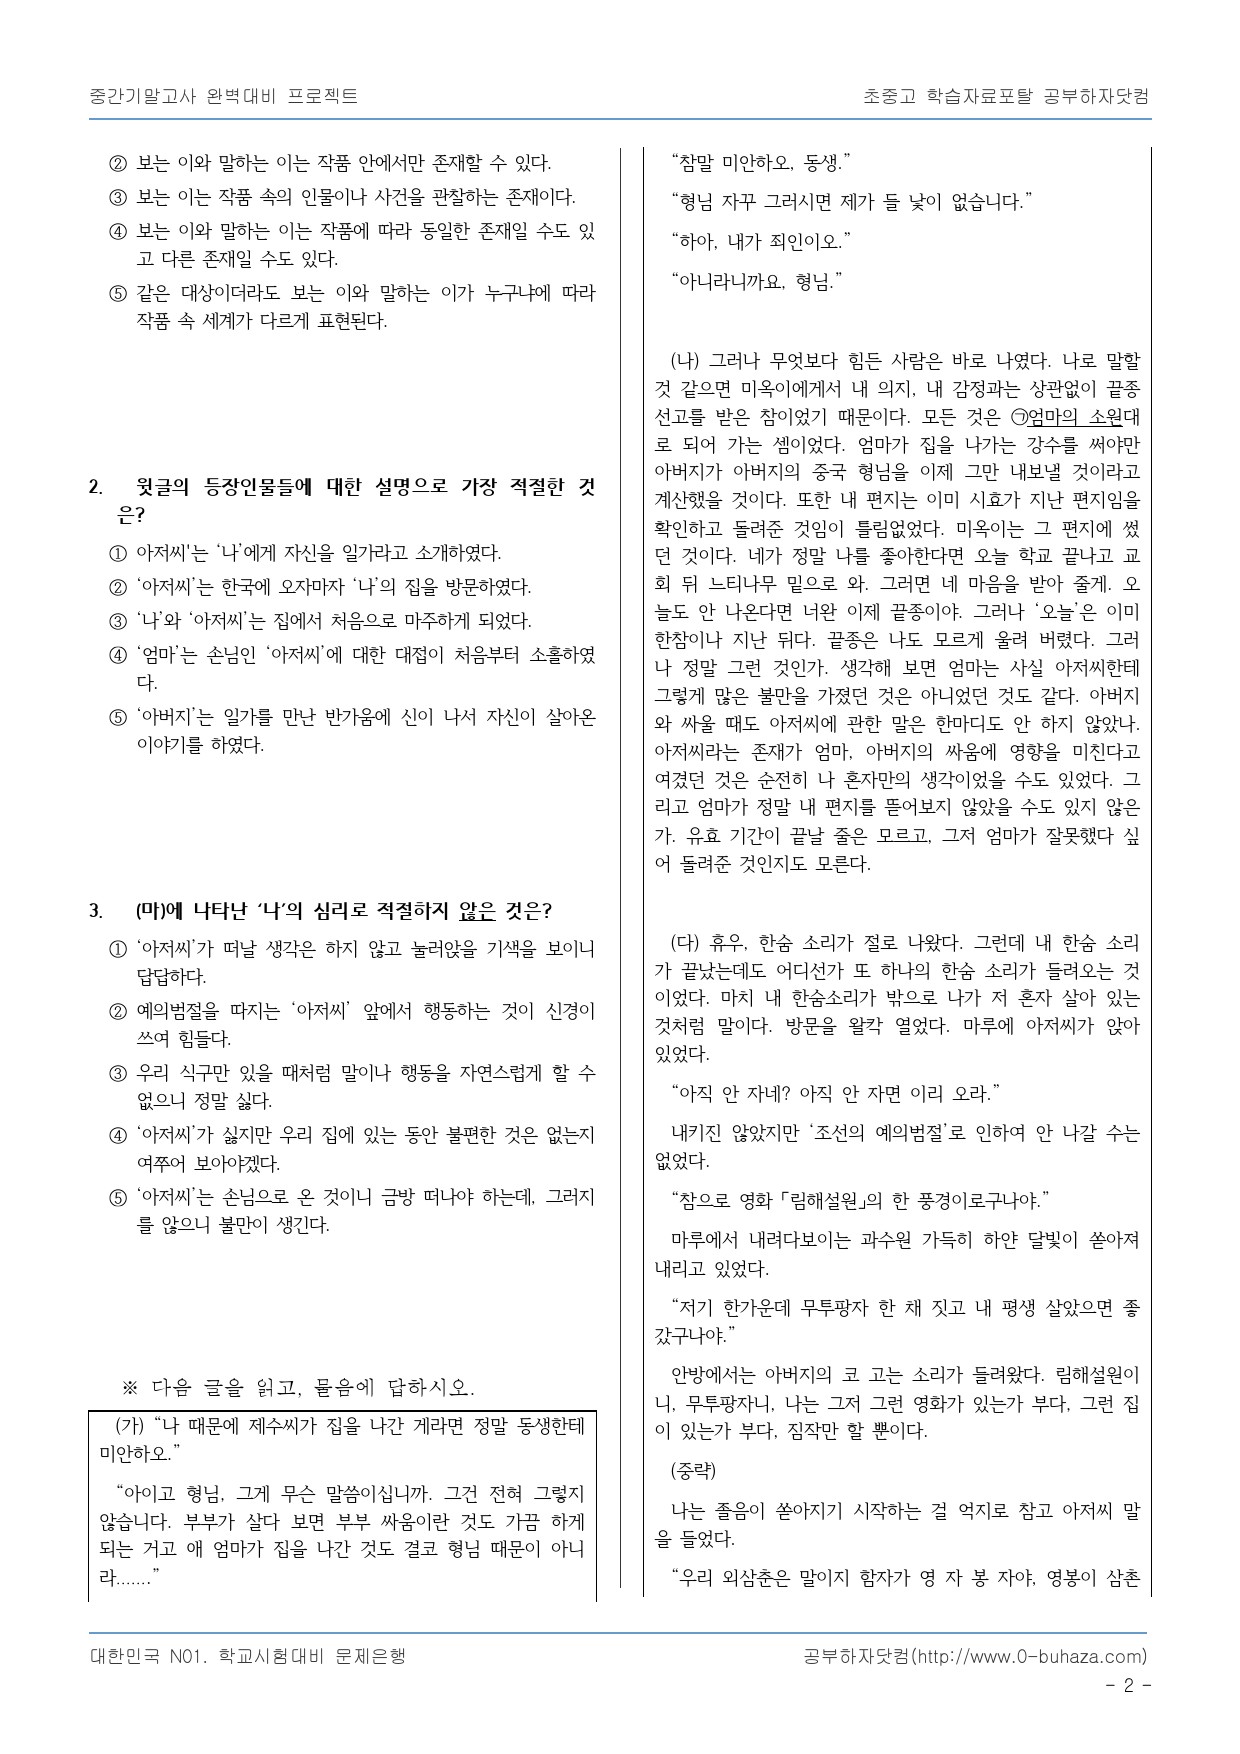 중간기말고사 완벽대비 프로젝트
초중고 학습자료포탈 공부하자닷컴
② 보는 이와 말하는 이는 작품 안에서만 존재할 수 있다.
③ 보는 이는 작품 속의 인물이나 사건을 관찰하는 존재이다.
④ 보는 이와 말하는 이는 작품에 따라 동일한 존재일 수도 있
고 다른 존재일 수도 있다.
⑤ 같은 대상이더라도 보는 이와 말하는 이가 누구냐에 따라
작품 속 세계가 다르게 표현된다.
2. 윗글의 등장인물들에 대한 설명으로 가장 적절한 것
은?
① 아저씨'는 ‘나’에게 자신을 일가라고 소개하였다.
② ‘아저씨’는 한국에 오자마자 ‘나’의 집을 방문하였다.
③ ‘나’와 ‘아저씨’는 집에서 처음으로 마주하게 되었다.
④ ‘엄마’는 손님인 ‘아저씨’에 대한 대접이 처음부터 소홀하였
다.
⑤ ‘아버지’는 일가를 만난 반가움에 신이 나서 자신이 살아온
이야기를 하였다.
3. (마)에 나타난 ‘나’의 심리로 적절하지 않은 것은?
① ‘아저씨’가 떠날 생각은 하지 않고 눌러앉을 기색을 보이니
답답하다.
② 예의범절을 따지는 ‘아저씨’ 앞에서 행동하는 것이 신경이
쓰여 힘들다.
③ 우리 식구만 있을 때처럼 말이나 행동을 자연스럽게 할 수
없으니 정말 싫다.
④ ‘아저씨’가 싫지만 우리 집에 있는 동안 불편한 것은 없는지
여쭈어 보아야겠다.
⑤ ‘아저씨’는 손님으로 온 것이니 금방 떠나야 하는데, 그러지
를 않으니 불만이 생긴다.
※ 다음 글을 읽고, 물음에 답하시오.
(가) “나 때문에 제수씨가 집을 나간 게라면 정말 동생한테
미안하오.”
“아이고 형님, 그게 무슨 말씀이십니까. 그건 전혀 그렇지
않습니다. 부부가 살다 보면 부부 싸움이란 것도 가끔 하게
되는 거고 애 엄마가 집을 나간 것도 결코 형님 때문이 아니
라.......”
“참말 미안하오, 동생.”
“형님 자꾸 그러시면 제가 들 낯이 없습니다.”
“하아, 내가 죄인이오.”
“아니라니까요, 형님.”
(나) 그러나 무엇보다 힘든 사람은 바로 나였다. 나로 말할
것 같으면 미옥이에게서 내 의지, 내 감정과는 상관없이 끝종
선고를 받은 참이었기 때문이다. 모든 것은 ㉠엄마의 소원대
로 되어 가는 셈이었다. 엄마가 집을 나가는 강수를 써야만
아버지가 아버지의 중국 형님을 이제 그만 내보낼 것이라고
계산했을 것이다. 또한 내 편지는 이미 시효가 지난 편지임을
확인하고 돌려준 것임이 틀림없었다. 미옥이는 그 편지에 썼
던 것이다. 네가 정말 나를 좋아한다면 오늘 학교 끝나고 교
회 뒤 느티나무 밑으로 와. 그러면 네 마음을 받아 줄게. 오
늘도 안 나온다면 너완 이제 끝종이야. 그러나 ‘오늘’은 이미
한참이나 지난 뒤다. 끝종은 나도 모르게 울려 버렸다. 그러
나 정말 그런 것인가. 생각해 보면 엄마는 사실 아저씨한테
그렇게 많은 불만을 가졌던 것은 아니었던 것도 같다. 아버지
와 싸울 때도 아저씨에 관한 말은 한마디도 안 하지 않았나.
아저씨라는 존재가 엄마, 아버지의 싸움에 영향을 미친다고
여겼던 것은 순전히 나 혼자만의 생각이었을 수도 있었다. 그
리고 엄마가 정말 내 편지를 뜯어보지 않았을 수도 있지 않은
가. 유효 기간이 끝날 줄은 모르고, 그저 엄마가 잘못했다 싶
어 돌려준 것인지도 모른다.
(다) 휴우, 한숨 소리가 절로 나왔다. 그런데 내 한숨 소리
가 끝났는데도 어디선가 또 하나의 한숨 소리가 들려오는 것
이었다. 마치 내 한숨소리가 밖으로 나가 저 혼자 살아 있는
것처럼 말이다. 방문을 왈칵 열었다. 마루에 아저씨가 앉아
있었다.
“아직 안 자네? 아직 안 자면 이리 오라.”
내키진 않았지만 ‘조선의 예의범절’로 인하여 안 나갈 수는
없었다.
“참으로 영화 「림해설원」의 한 풍경이로구나야.”
마루에서 내려다보이는 과수원 가득히 하얀 달빛이 쏟아져
내리고 있었다.
“저기 한가운데 무투팡자 한 채 짓고 내 평생 살았으면 좋
갔구나야.”
안방에서는 아버지의 코 고는 소리가 들려왔다. 림해설원이
니, 무투팡자니, 나는 그저 그런 영화가 있는가 부다, 그런 집
이 있는가 부다, 짐작만 할 뿐이다.
(중략)
나는 졸음이 쏟아지기 시작하는 걸 억지로 참고 아저씨 말
을 들었다.
“우리 외삼춘은 말이지 함자가 영 자 봉 자야, 영봉이 삼촌
대한민국 N01. 학교시험대비 문제은행
공부하자닷컴(http://www.0-buhaza.com)
- 2 -